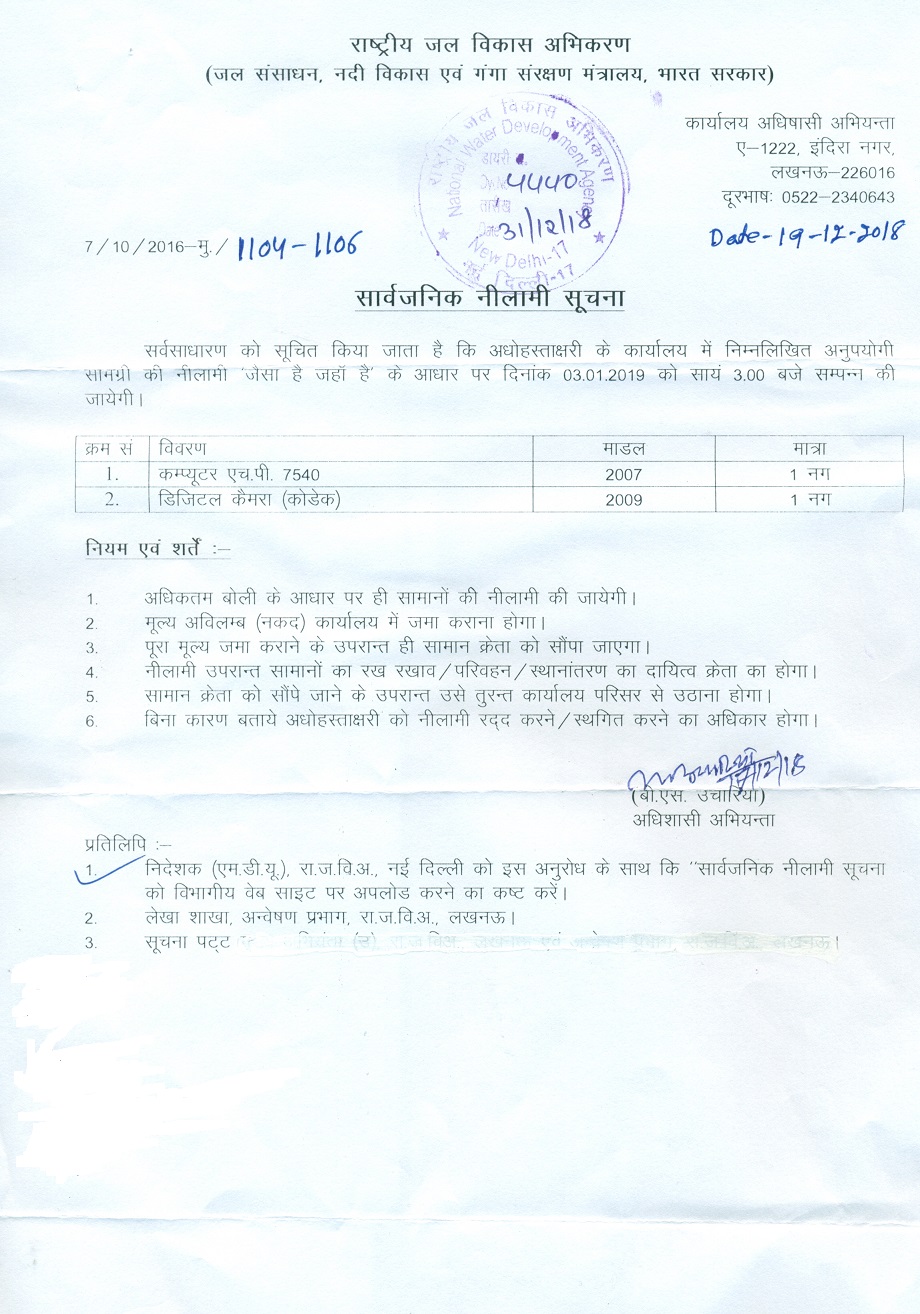 राष्ट्रीय जल विकास अभिकरण
(जल संसाधन, नदी विकास एवं गंगा संरक्षण मंत्रालय, भारत सरकार)
राष्ट्रीय जल विकास अभिकरण
National Water Development Agency
डायरी
4440
तारीख
Date 31/12/18
New Delhi-17
नई दिल्ली-17
कार्यालय अधिषासी अभियन्ता
ए–1222, इंदिरा नगर,
लखनऊ–226016
दूरभाषः 0522–2340643
7/10/2016–मु./ 1104–1106
Date-19-12-2018
सार्वजनिक नीलामी सूचना
सर्वसाधारण को सूचित किया जाता है कि अधोहस्ताक्षरी के कार्यालय में निम्नलिखित अनुपयोगी
सामग्री की नीलामी 'जैसा है जहॉ है' के आधार पर दिनांक 03.01.2019 को सायं 3.00 बजे सम्पन्न की
जायेगी।
क्रम सं विवरण माडल मात्रा
1. कम्प्यूटर एच.पी. 7540 2007 1 नग
2. डिजिटल कैमरा (कोडेक) 2009 1 नग
नियम एवं शर्ते :–
1. अधिकतम बोली के आधार पर ही सामानों की नीलामी की जायेगी।
2. मूल्य अविलम्ब (नकद) कार्यालय में जमा कराना होगा।
3. पूरा मूल्य जमा कराने के उपरान्त ही सामान क्रेता को सौंपा जाएगा।
4. नीलामी उपरान्त सामानों का रख रखाव/परिवहन/स्थानांतरण का दायित्व क्रेता का होगा।
5. सामान क्रेता को सौंपे जाने के उपरान्त उसे तुरन्त कार्यालय परिसर से उठाना होगा।
6. बिना कारण बताये अधोहस्ताक्षरी को नीलामी रद्द करने/स्थगित करने का अधिकार होगा।
(बी.एस. उचारिया)
अधिशासी अभियन्ता
प्रतिलिपि :–
1. निदेशक (एम.डी.यू.), रा.ज.वि.अ., नई दिल्ली को इस अनुरोध के साथ कि "सार्वजनिक नीलामी सूचना
को विभागीय वेब साइट पर अपलोड करने का कष्ट करें।
2. लेखा शाखा, अन्वेषण प्रभाग, रा.ज.वि.अ., लखनऊ।
3. सूचना पट्ट